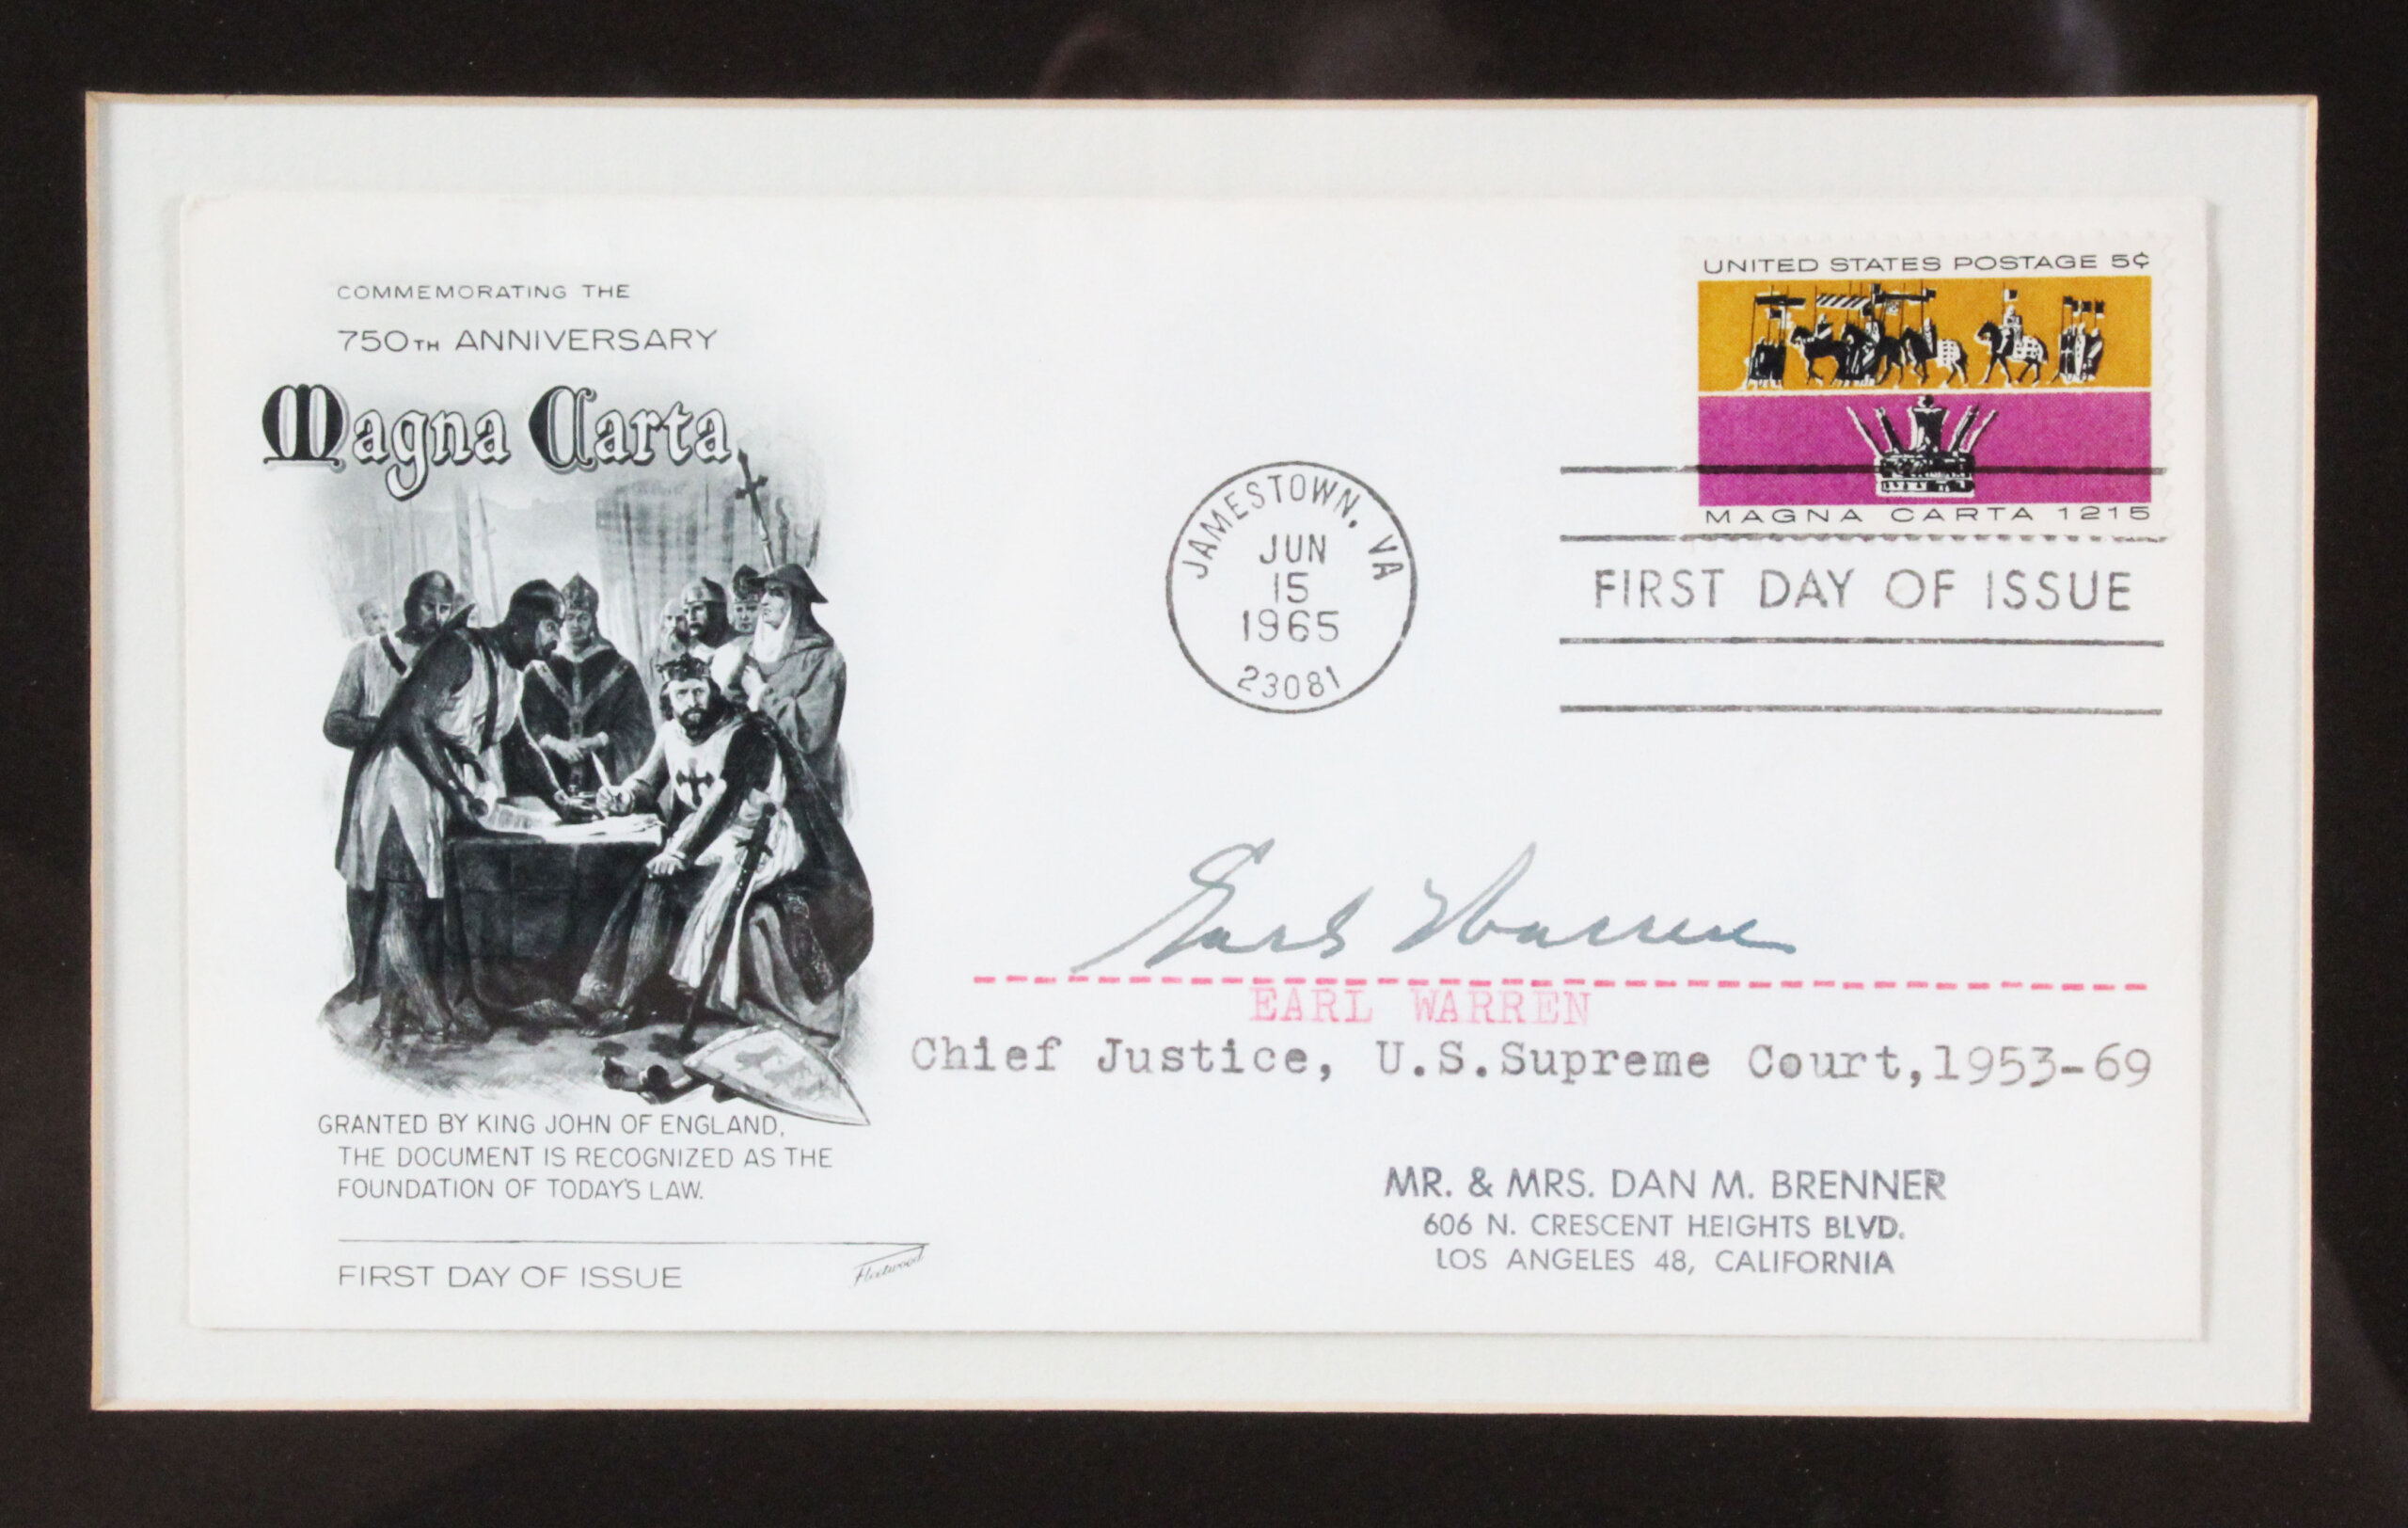 COMMEMORATING THE
750TH ANNIVERSARY
Magna Carta
GRANTED BY KING JOHN OF ENGLAND,
THE DOCUMENT IS RECOGNIZED AS THE
FOUNDATION OF TODAY'S LAW.
FIRST DAY OF ISSUE
Fleetwood
UNITED STATES POSTAGE 5¢
MAGNA CARTA 1215
JAMESTOWN, VA
JUN
15
1965
23081
FIRST DAY OF ISSUE
Earl Warren
EARL WARREN
Chief Justice, U.S.Supreme Court,1953-69
MR. & MRS. DAN M. BRENNER
606 N. CRESCENT HEIGHTS BLVD.
LOS ANGELES 48, CALIFORNIA